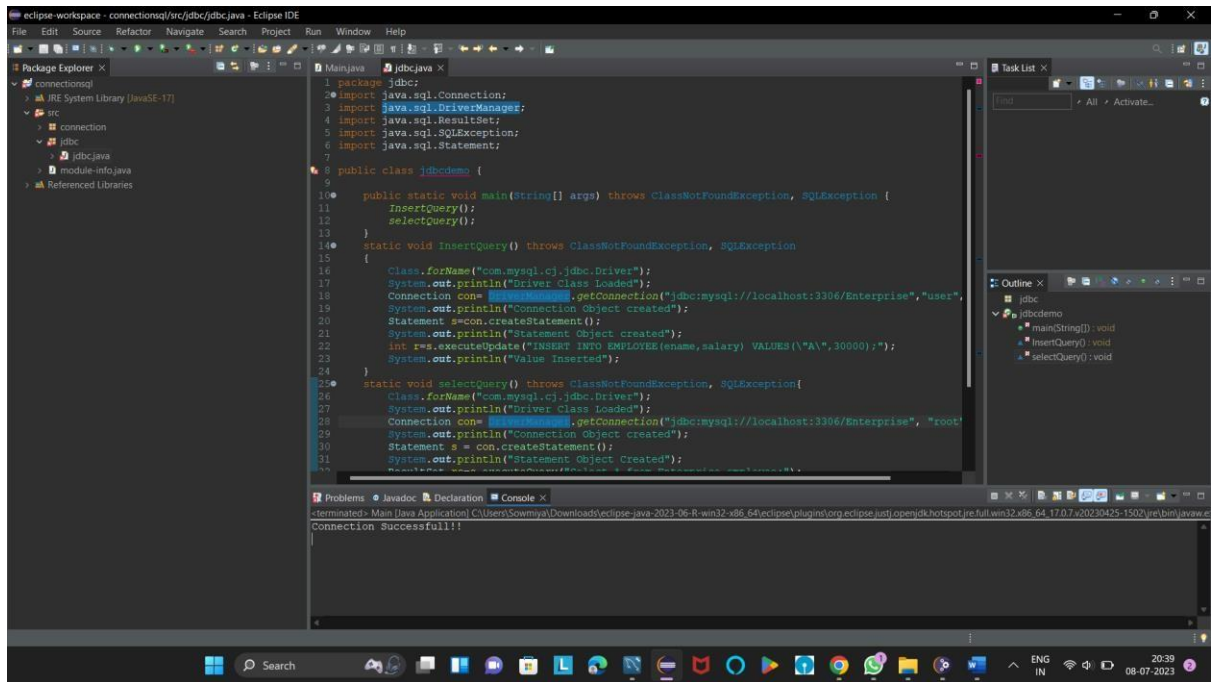 eclipse-workspace - connectionsql/src/jdbc/jdbc.java - Eclipse IDE
File Edit Source Refactor Navigate Search Project Run Window Help
Package Explorer
connectionsql
JRE System Library [JavaSE-17]
src
connection
jdbc
jdbc.java
module-info.java
Referenced Libraries
Main.java jdbc.java
1 package jdbc;
2 import java.sql.Connection;
3 import java.sql.DriverManager;
4 import java.sql.ResultSet;
5 import java.sql.SQLException;
6 import java.sql.Statement;
7
8 public class jdbcdemo {
9
10 public static void main(String[] args) throws ClassNotFoundException, SQLException {
11 InsertQuery();
12 selectQuery();
13 }
14 static void InsertQuery() throws ClassNotFoundException, SQLException
15 {
16 Class.forName("com.mysql.cj.jdbc.Driver");
17 System.out.println("Driver Class Loaded");
18 Connection con= DriverManager.getConnection("jdbc:mysql://localhost:3306/Enterprise","user",
19 System.out.println("Connection Object created");
20 Statement s=con.createStatement();
21 System.out.println("Statement Object created");
22 int r=s.executeUpdate("INSERT INTO EMPLOYEE(ename,salary) VALUES(\"A\",30000);");
23 System.out.println("Value Inserted");
24 }
25 static void selectQuery() throws ClassNotFoundException, SQLException{
26 Class.forName("com.mysql.cj.jdbc.Driver");
27 System.out.println("Driver Class Loaded");
28 Connection con= DriverManager.getConnection("jdbc:mysql://localhost:3306/Enterprise", "root"
29 System.out.println("Connection Object created");
30 Statement s = con.createStatement();
31 System.out.println("Statement Object Created");
Task List
Find All Activate...
Outline
jdbc
jdbcdemo
main(String[]) : void
InsertQuery() : void
selectQuery() : void
Problems Javadoc Declaration Console
<terminated> Main [Java Application] C:\Users\Sowmiya\Downloads\eclipse-java-2023-06-R-win32-x86_64\eclipse\plugins\org.eclipse.justj.openjdk.hotspot.jre.full.win32.x86_64_17.0.7.v20230425-1502\jre\bin\javaw.e
Connection Successfull!!
Search
ENG
IN
20:39
08-07-2023
2